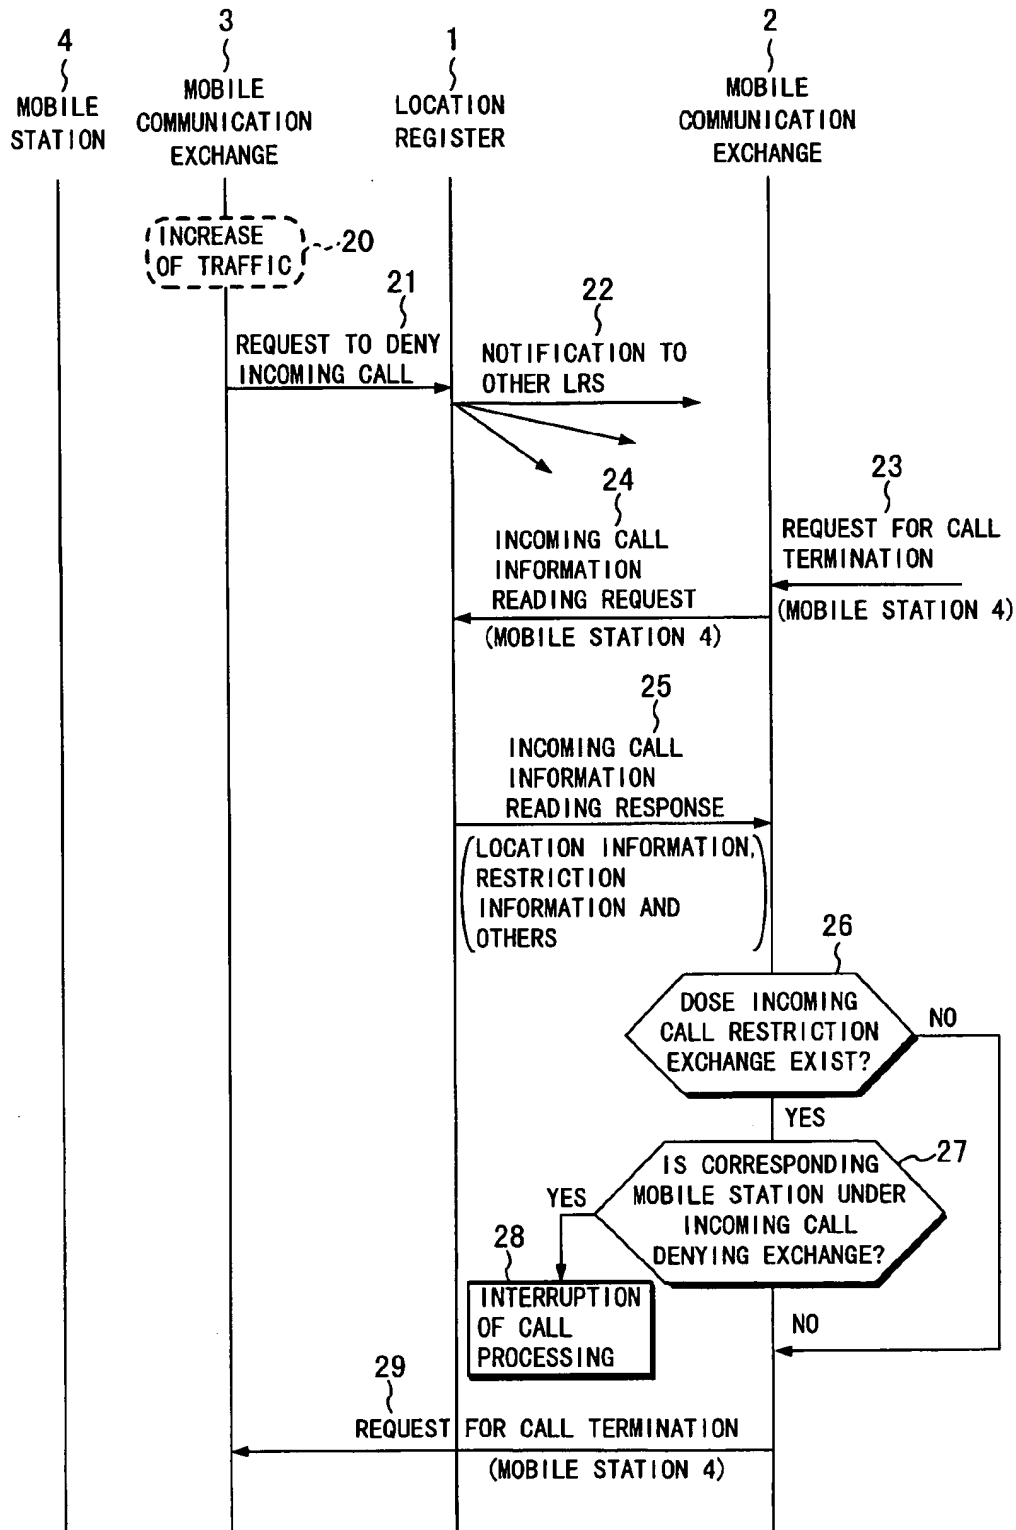 4
MOBILE
STATION
3
MOBILE
COMMUNICATION
EXCHANGE
1
LOCATION
REGISTER
2
MOBILE
COMMUNICATION
EXCHANGE
INCREASE
OF TRAFFIC
20
21
REQUEST TO DENY
INCOMING CALL
22
NOTIFICATION TO
OTHER LRS
23
REQUEST FOR CALL
TERMINATION
(MOBILE STATION 4)
24
INCOMING CALL
INFORMATION
READING REQUEST
(MOBILE STATION 4)
25
INCOMING CALL
INFORMATION
READING RESPONSE
(LOCATION INFORMATION,
RESTRICTION
INFORMATION AND
OTHERS)
26
DOSE INCOMING
CALL RESTRICTION
EXCHANGE EXIST?
NO
YES
27
IS CORRESPONDING
MOBILE STATION UNDER
INCOMING CALL
DENYING EXCHANGE?
YES
28
INTERRUPTION
OF CALL
PROCESSING
NO
29
REQUEST FOR CALL TERMINATION
(MOBILE STATION 4)